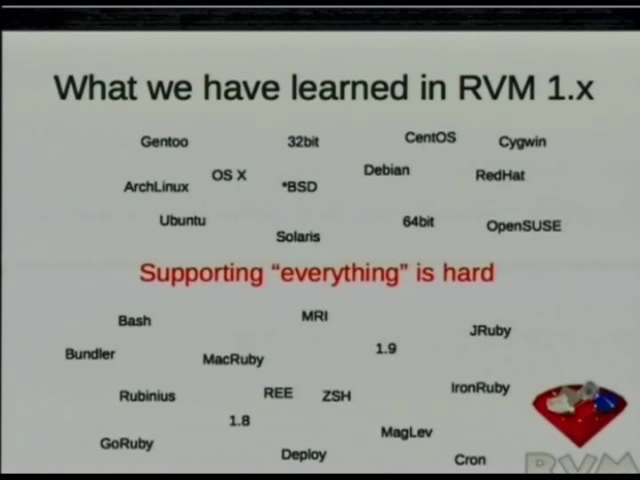 What we have learned in RVM 1.x
Gentoo 32bit CentOS Cygwin
ArchLinux OS X *BSD Debian RedHat
Ubuntu Solaris 64bit OpenSUSE
Supporting “everything” is hard
Bash MRI JRuby
Bundler MacRuby 1.9
Rubinius REE ZSH IronRuby
1.8
GoRuby Deploy MagLev Cron
RVM